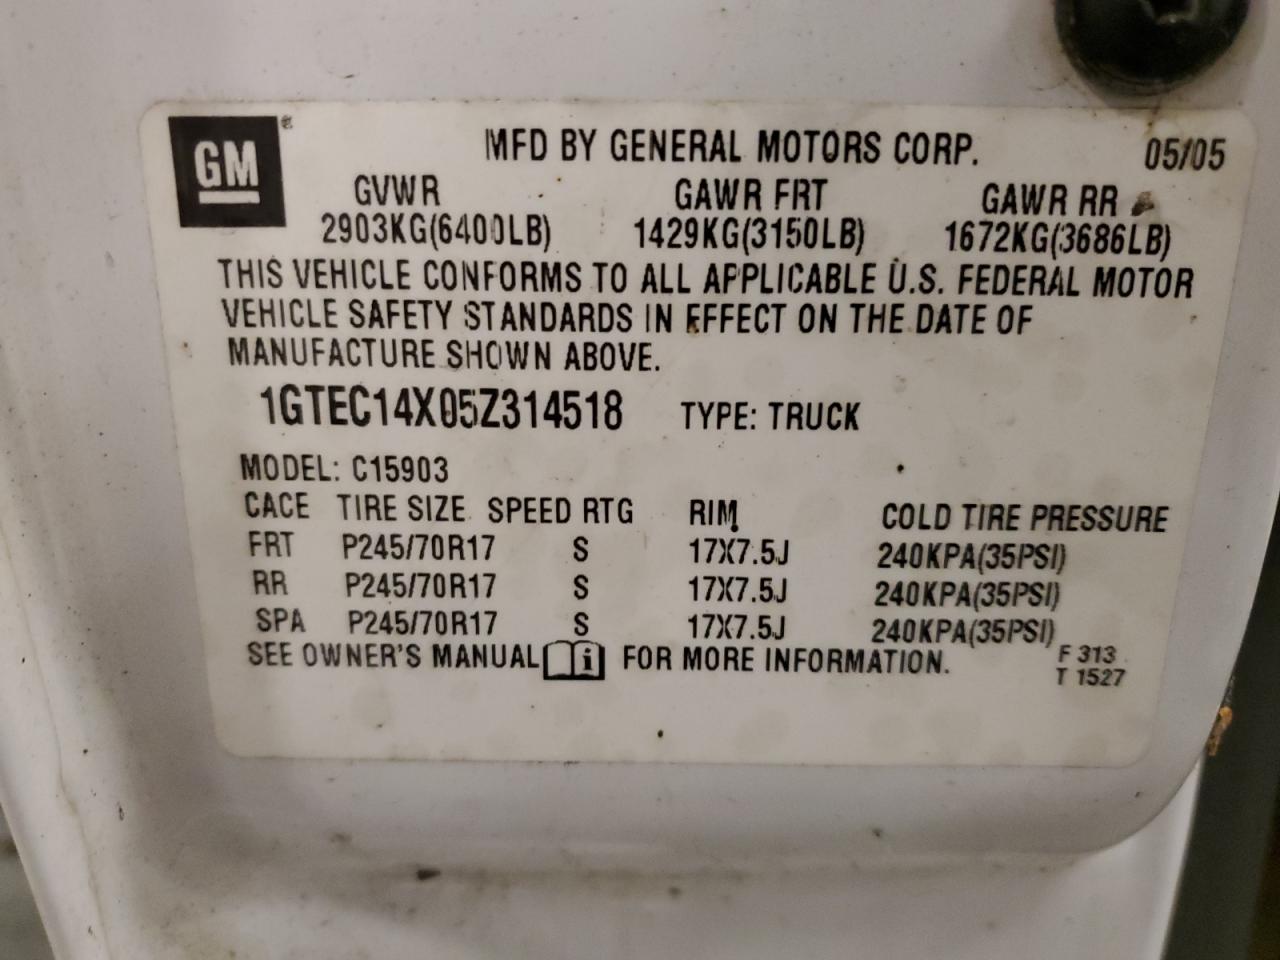 GM
MFD BY GENERAL MOTORS CORP. 05/05
GVWR GAWR FRT GAWR RR
2903KG(6400LB) 1429KG(3150LB) 1672KG(3686LB)
THIS VEHICLE CONFORMS TO ALL APPLICABLE U.S. FEDERAL MOTOR
VEHICLE SAFETY STANDARDS IN EFFECT ON THE DATE OF
MANUFACTURE SHOWN ABOVE.
1GTEC14X05Z314518 TYPE: TRUCK
MODEL: C15903
CACE TIRE SIZE SPEED RTG RIM COLD TIRE PRESSURE
FRT P245/70R17 S 17X7.5J 240KPA(35PSI)
RR P245/70R17 S 17X7.5J 240KPA(35PSI)
SPA P245/70R17 S 17X7.5J 240KPA(35PSI)
SEE OWNER'S MANUAL i FOR MORE INFORMATION.
F 313
T 1527